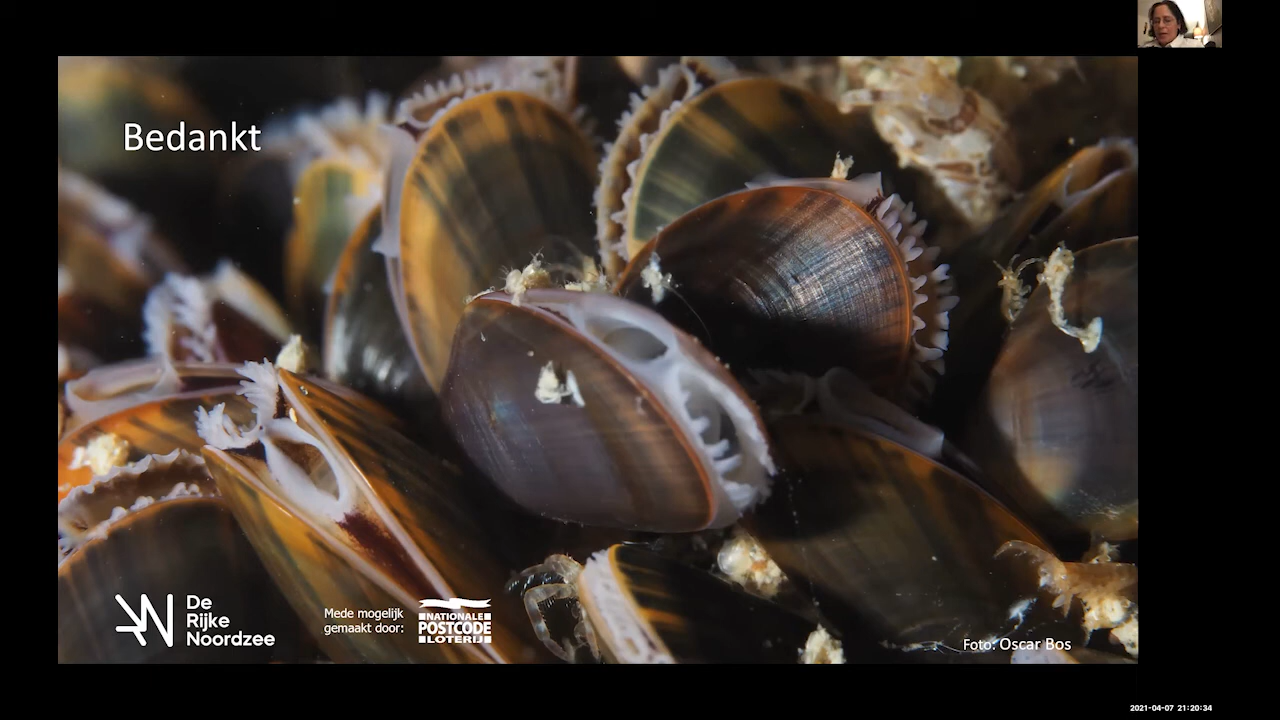 Bedankt
De
Rijke
Noordzee
Mede mogelijk
gemaakt door:
NATIONALE
POSTCODE
LOTERIJ
Foto: Oscar Bos
2021-04-07 21:20:34